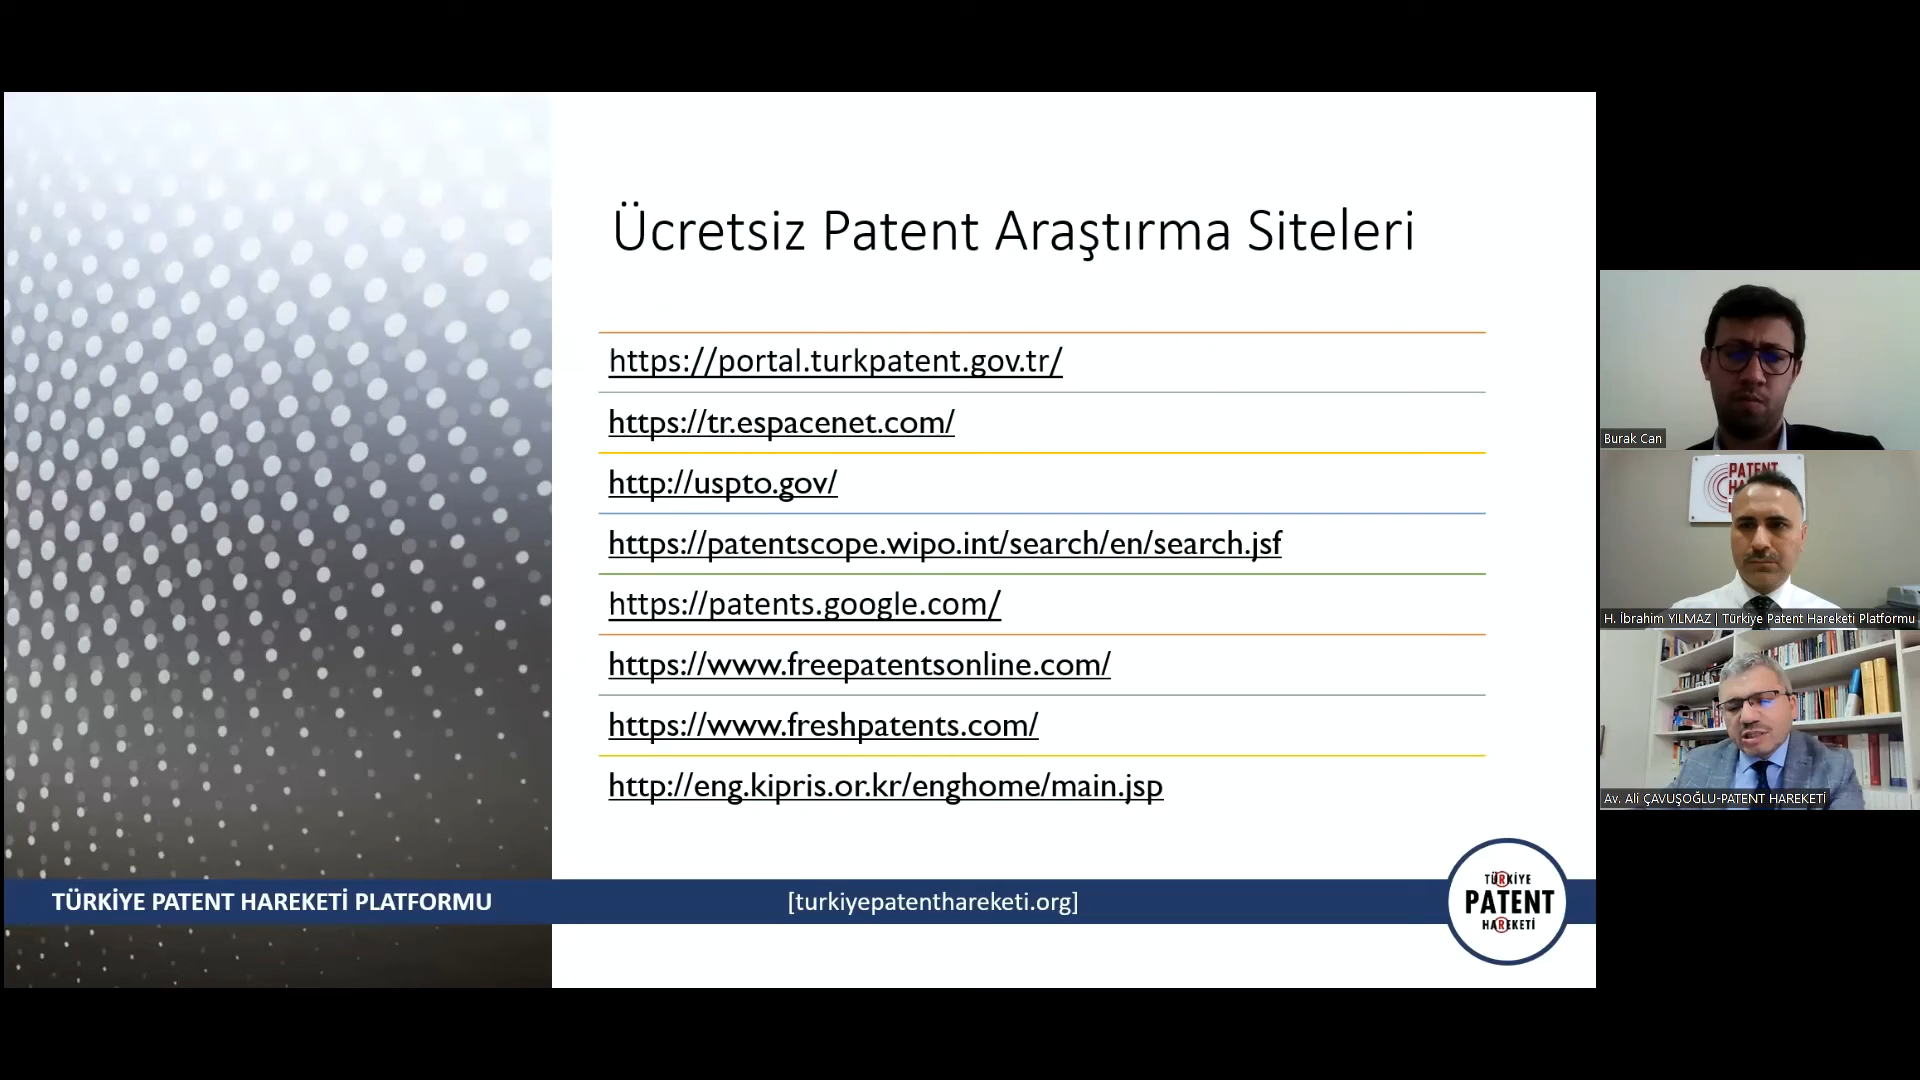 Ücretsiz Patent Araştırma Siteleri
https://portal.turkpatent.gov.tr/
https://tr.espacenet.com/
http://uspto.gov/
https://patentscope.wipo.int/search/en/search.jsf
https://patents.google.com/
https://www.freepatentsonline.com/
https://www.freshpatents.com/
http://eng.kipris.or.kr/enghome/main.jsp
TÜRKİYE PATENT HAREKETİ PLATFORMU
[turkiyepatenthareketi.org]
TÜRKİYE
PATENT
HAREKETİ
Burak Can
PATENT
H. İbrahim YILMAZ | Türkiye Patent Hareketi Platformu
Av. Ali ÇAVUŞOĞLU-PATENT HAREKETİ